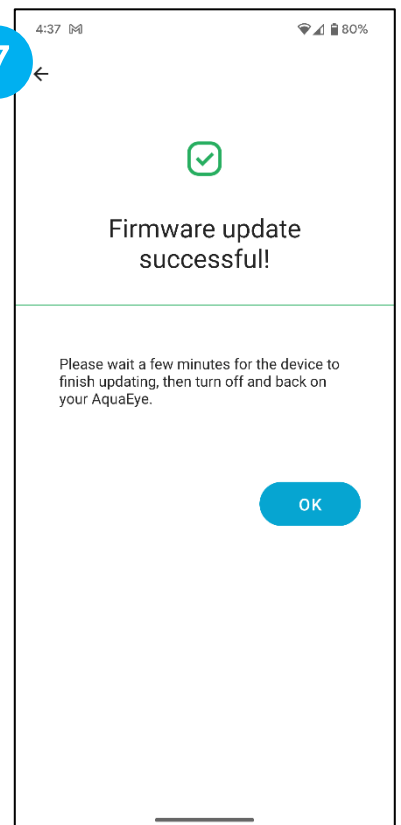 4:37 80%
7
Firmware update
successful!
Please wait a few minutes for the device to
finish updating, then turn off and back on
your AquaEye.
OK